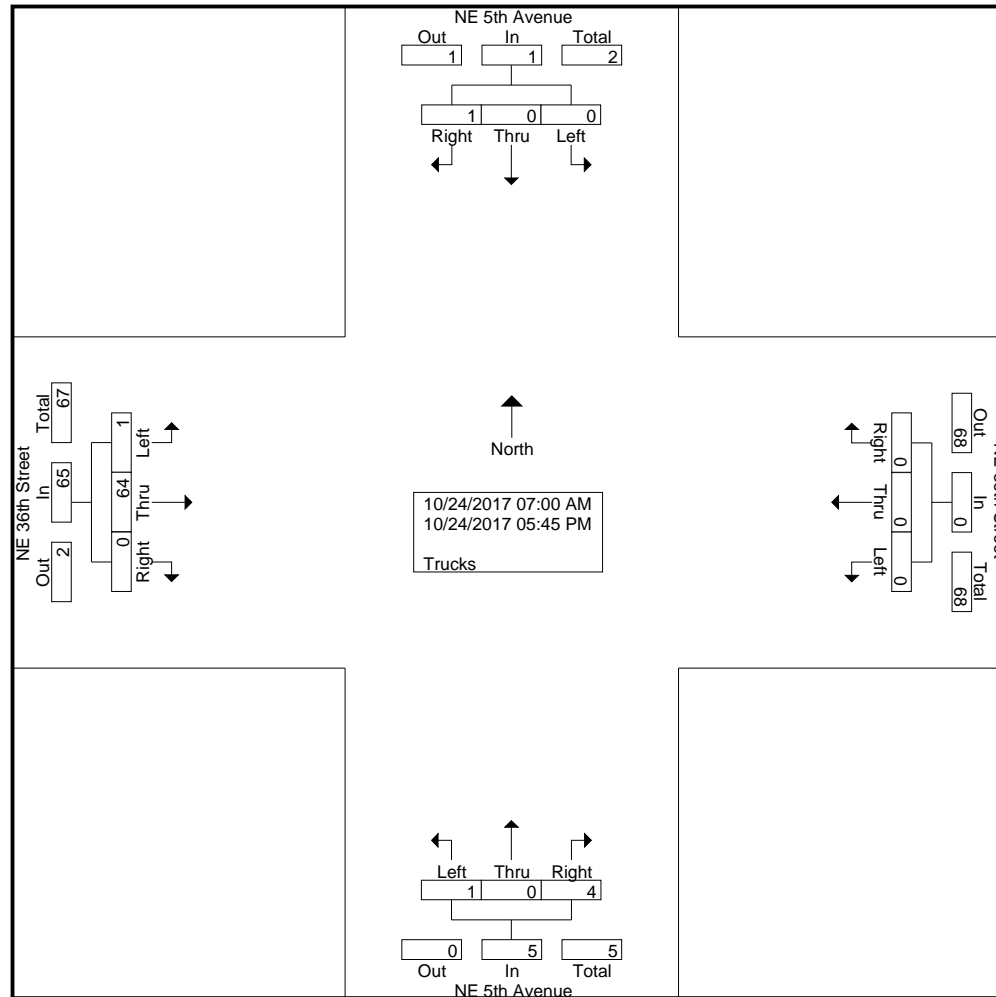 NE 5th Avenue
Out In Total
1 1 2
1 0 0
Right Thru Left
NE 36th Street
Total In Out
67 65 2
1 64 0
Left Thru Right
North
10/24/2017 07:00 AM
10/24/2017 05:45 PM
Trucks
Right Thru Left
0 0 0
68 0 68
Out In Total
Left Thru Right
1 0 4
0 5 5
Out In Total
NE 5th Avenue